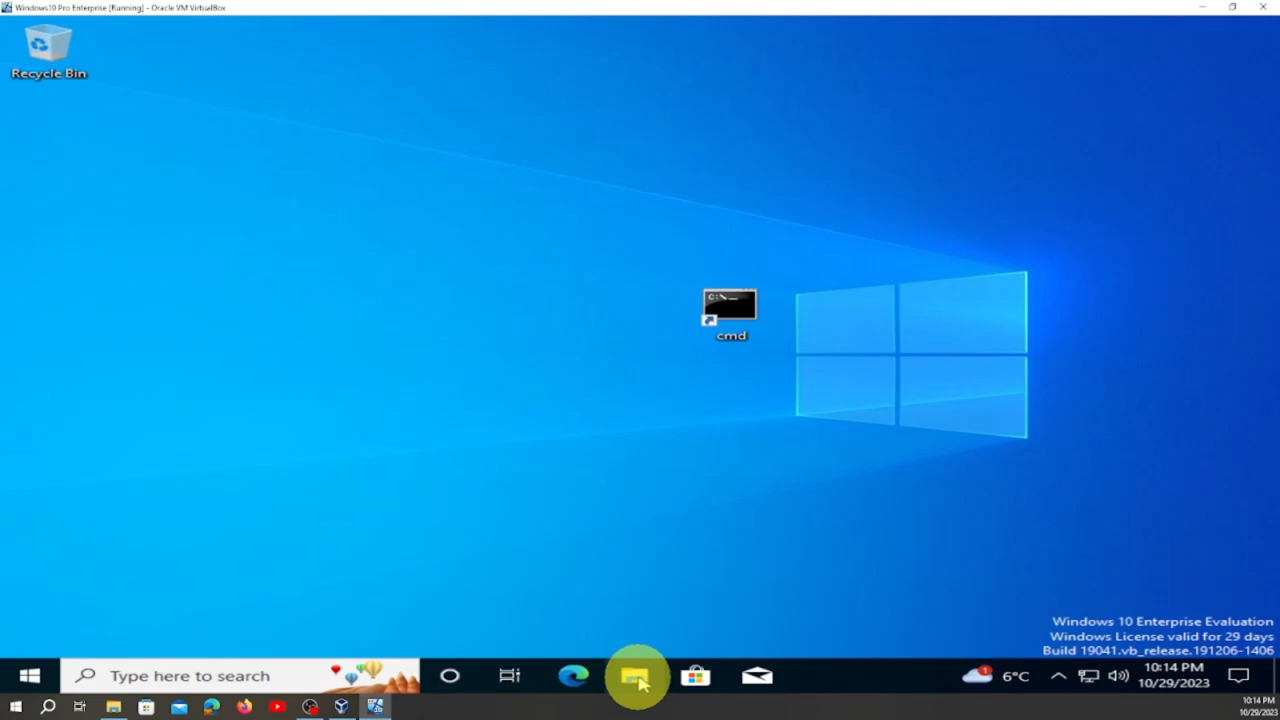 Windows10 Pro Enterprise [Running] - Oracle VM VirtualBox
Recycle Bin
C:\_
cmd
Windows 10 Enterprise Evaluation
Windows License valid for 29 days
Build 19041.vb_release.191206-1406
Type here to search
1
6°C
10:14 PM
10/29/2023
10:14 PM
10/29/2023